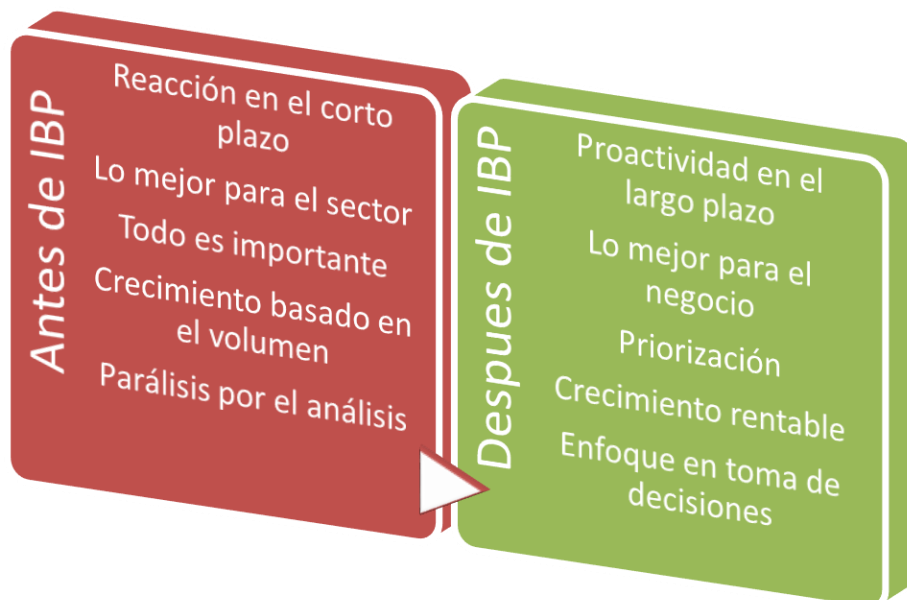 Antes de IBP
Reacción en el corto
plazo
Lo mejor para el sector
Todo es importante
Crecimiento basado en
el volumen
Parálisis por el análisis
Despues de IBP
Proactividad en el
largo plazo
Lo mejor para el
negocio
Priorización
Crecimiento rentable
Enfoque en toma de
decisiones